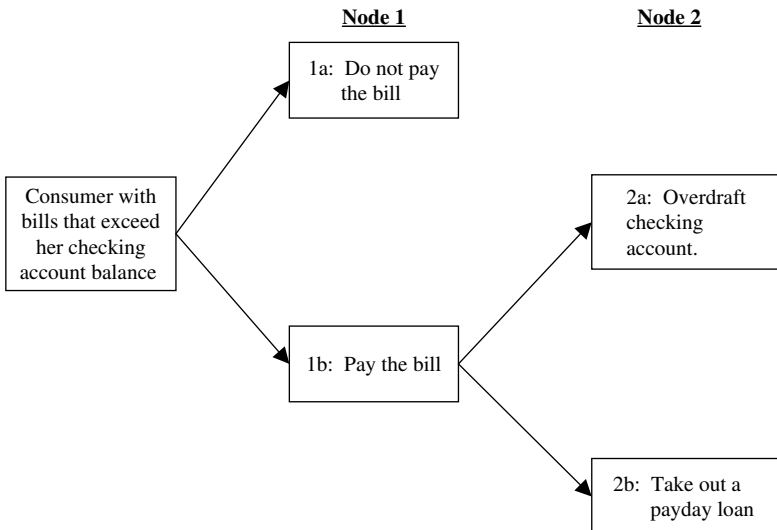 Node 1
Node 2
1a: Do not pay
the bill
Consumer with
bills that exceed
her checking
account balance
2a: Overdraft
checking
account.
1b: Pay the bill
2b: Take out a
payday loan